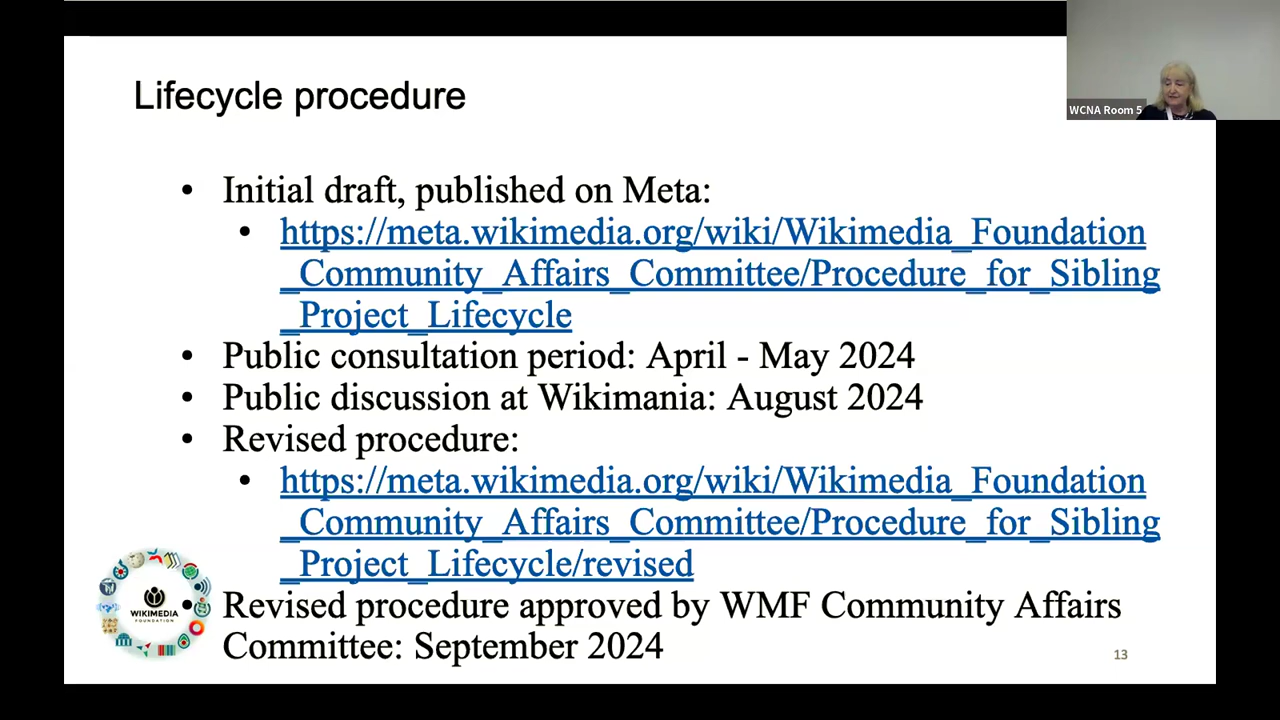 WCNA Room 5
Lifecycle procedure
• Initial draft, published on Meta:
• https://meta.wikimedia.org/wiki/Wikimedia_Foundation
_Community_Affairs_Committee/Procedure_for_Sibling
_Project_Lifecycle
• Public consultation period: April - May 2024
• Public discussion at Wikimania: August 2024
• Revised procedure:
• https://meta.wikimedia.org/wiki/Wikimedia_Foundation
_Community_Affairs_Committee/Procedure_for_Sibling
_Project_Lifecycle/revised
• Revised procedure approved by WMF Community Affairs
Committee: September 2024
WIKIMEDIA
FOUNDATION
13